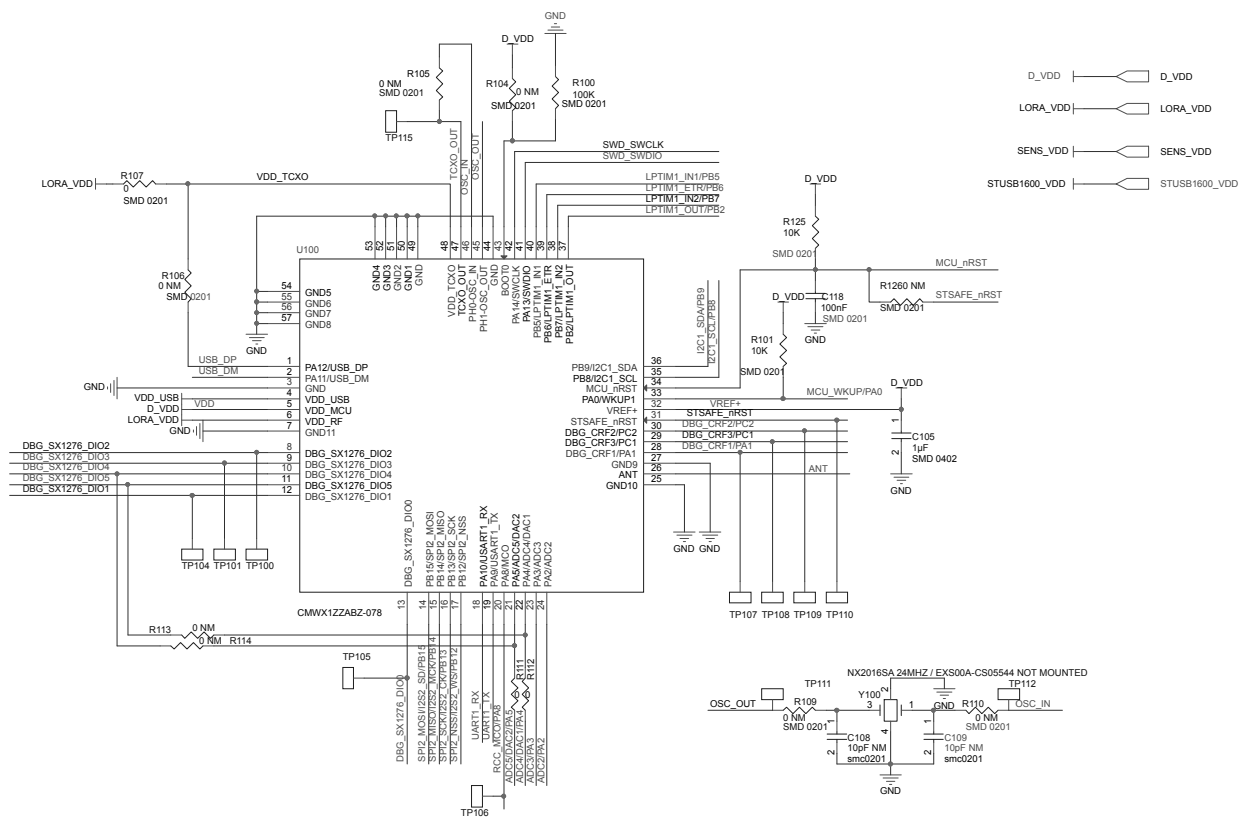 GND
D_VDD
R105
0 NM
SMD 0201
R104
0 NM
SMD 0201
R100
100K
SMD 0201
TP115
TCXO_OUT
OSC_IN
OSC_OUT
SWD_SWCLK
SWD_SWDIO
LPTIM1_IN1/PB5
LPTIM1_ETR/PB6
LPTIM1_IN2/PB7
LPTIM1_OUT/PB2
D_VDD D_VDD
LORA_VDD LORA_VDD
SENS_VDD SENS_VDD
STUSB1600_VDD STUSB1600_VDD
LORA_VDD
R107
0
SMD 0201
VDD_TCXO
R106
0 NM
SMD 0201
D_VDD
R125
10K
SMD 0201
MCU_nRST
R126 0 NM
SMD 0201
STSAFE_nRST
C118
100nF
SMD 0201
GND
D_VDD
R101
10K
SMD 0201
I2C1_SDA/PB9
I2C1_SCL/PB8
U100
53 52 51 50 49 48 47 46 45 44 43 42 41 40 39 38 37
GND4
GND3
GND2
GND1
GND
VDD_TCXO
TCXO_OUT
PH0-OSC_IN
PH1-OSC_OUT
GND
BOOT0
PA14/SWCLK
PA13/SWDIO
PB5/LPTIM1_IN1
PB6/LPTIM1_ETR
PB7/LPTIM1_IN2
PB2/LPTIM1_OUT
54 GND5
55 GND6
56 GND7
57 GND8
GND
USB_DP 1 PA12/USB_DP
USB_DM 2 PA11/USB_DM
GND 3 GND
VDD_USB 4 VDD_USB
D_VDD VDD 5 VDD_MCU
LORA_VDD 6 VDD_RF
GND 7 GND11
DBG_SX1276_DIO2 8 DBG_SX1276_DIO2
DBG_SX1276_DIO3 9 DBG_SX1276_DIO3
DBG_SX1276_DIO4 10 DBG_SX1276_DIO4
DBG_SX1276_DIO5 11 DBG_SX1276_DIO5
DBG_SX1276_DIO1 12 DBG_SX1276_DIO1
PB9/I2C1_SDA 36
PB8/I2C1_SCL 35
MCU_nRST 34
PA0/WKUP1 33 MCU_WKUP/PA0
VREF+ 32 VREF+
STSAFE_nRST 31 STSAFE_nRST
DBG_CRF2/PC2 30 DBG_CRF2/PC2
DBG_CRF3/PC1 29 DBG_CRF3/PC1
DBG_CRF1/PA1 28 DBG_CRF1/PA1
GND9 27
ANT 26 ANT
GND10 25
D_VDD
1
C105
1µF
2
SMD 0402
GND
GND GND
TP104 TP101 TP100
TP107 TP108 TP109 TP110
DBG_SX1276_DIO0
PB15/SPI2_MOSI
PB14/SPI2_MISO
PB13/SPI2_SCK
PB12/SPI2_NSS
PA10/USART1_RX
PA9/USART1_TX
PA8/MCO
PA5/ADC5/DAC2
PA4/ADC4/DAC1
PA3/ADC3
PA2/ADC2
CMWX1ZZABZ-078
13 14 15 16 17 18 19 20 21 22 23 24
R113 0 NM
0 NM R114
TP105
R111
0
R112
0
DBG_SX1276_DIO0
SPI2_MOSI/I2S2_SD/PB15
SPI2_MISO/I2S2_MCK/PB14
SPI2_SCK/I2S2_CK/PB13
SPI2_NSS/I2S2_WS/PB12
UART1_RX
UART1_TX
RCC_MCO/PA8
ADC5/DAC2/PA5
ADC4/DAC1/PA4
ADC3/PA3
ADC2/PA2
TP106
NX2016SA 24MHZ / EXS00A-CS05544 NOT MOUNTED
TP111
TP112
OSC_OUT
R109
0 NM
SMD 0201
Y100
3
2
1
4
GND
R110
0 NM
SMD 0201
OSC_IN
1
C108
10pF NM
2
smc0201
1
C109
10pF NM
2
smc0201
GND